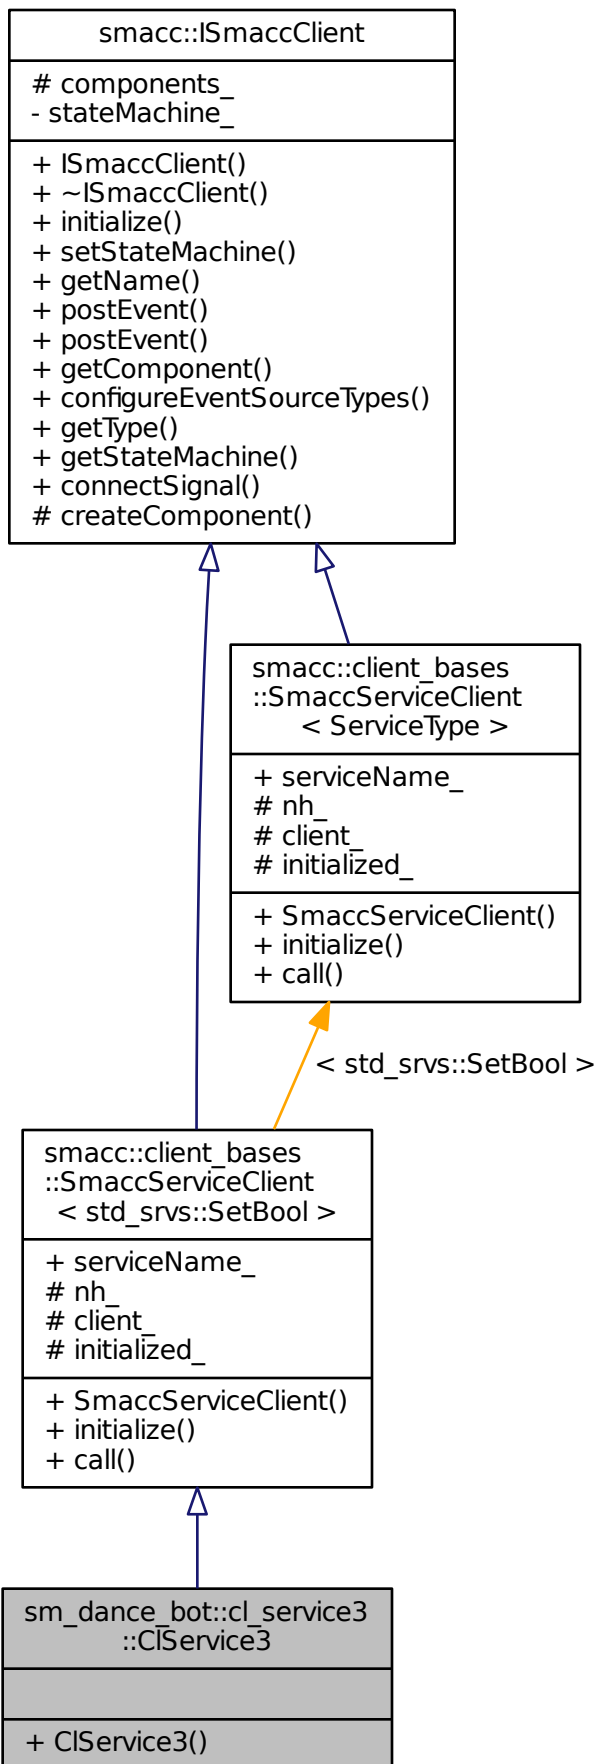 smacc::ISmaccClient
# components_
- stateMachine_
+ ISmaccClient()
+ ~ISmaccClient()
+ initialize()
+ setStateMachine()
+ getName()
+ postEvent()
+ postEvent()
+ getComponent()
+ configureEventSourceTypes()
+ getType()
+ getStateMachine()
+ connectSignal()
# createComponent()
smacc::client_bases
::SmaccServiceClient
< ServiceType >
+ serviceName_
# nh_
# client_
# initialized_
+ SmaccServiceClient()
+ initialize()
+ call()
< std_srvs::SetBool >
smacc::client_bases
::SmaccServiceClient
< std_srvs::SetBool >
+ serviceName_
# nh_
# client_
# initialized_
+ SmaccServiceClient()
+ initialize()
+ call()
sm_dance_bot::cl_service3
::ClService3
+ ClService3()